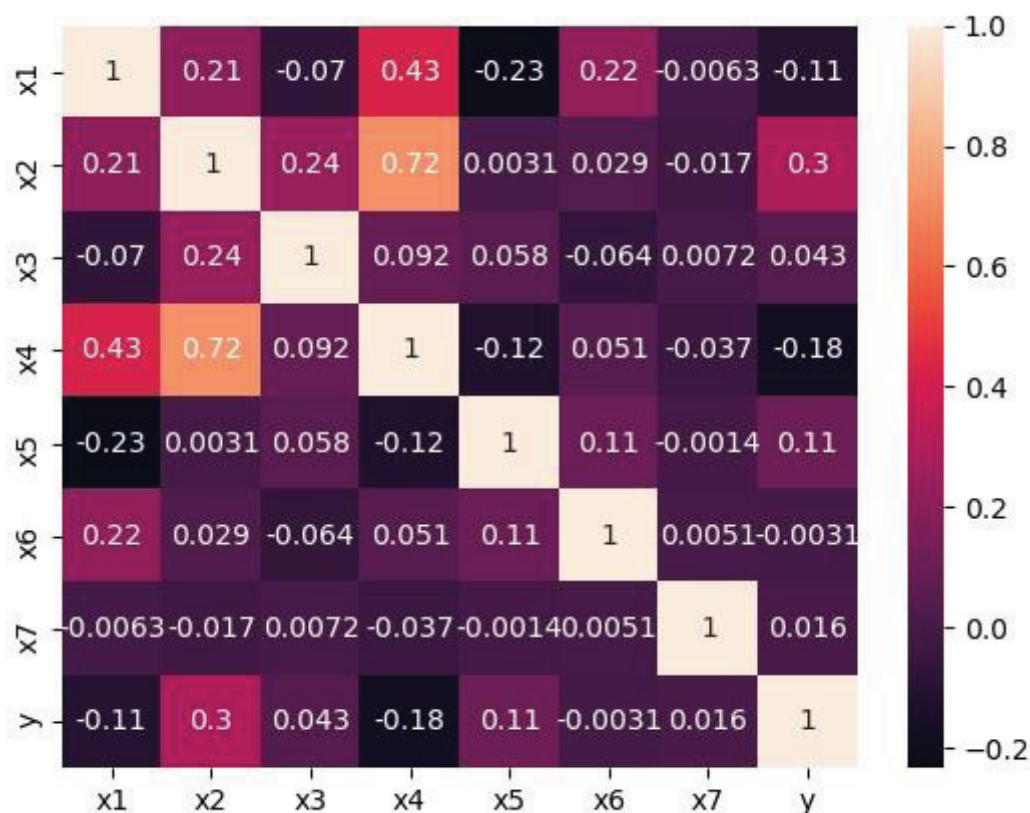 x1 1 0.21 -0.07 0.43 -0.23 0.22 -0.0063 -0.11
x2 0.21 1 0.24 0.72 0.0031 0.029 -0.017 0.3
x3 -0.07 0.24 1 0.092 0.058 -0.064 0.0072 0.043
x4 0.43 0.72 0.092 1 -0.12 0.051 -0.037 -0.18
x5 -0.23 0.0031 0.058 -0.12 1 0.11 -0.0014 0.11
x6 0.22 0.029 -0.064 0.051 0.11 1 0.0051 -0.0031
x7 -0.0063 -0.017 0.0072 -0.037 -0.0014 0.0051 1 0.016
y -0.11 0.3 0.043 -0.18 0.11 -0.0031 0.016 1
x1 x2 x3 x4 x5 x6 x7 y
1.0
0.8
0.6
0.4
0.2
0.0
−0.2